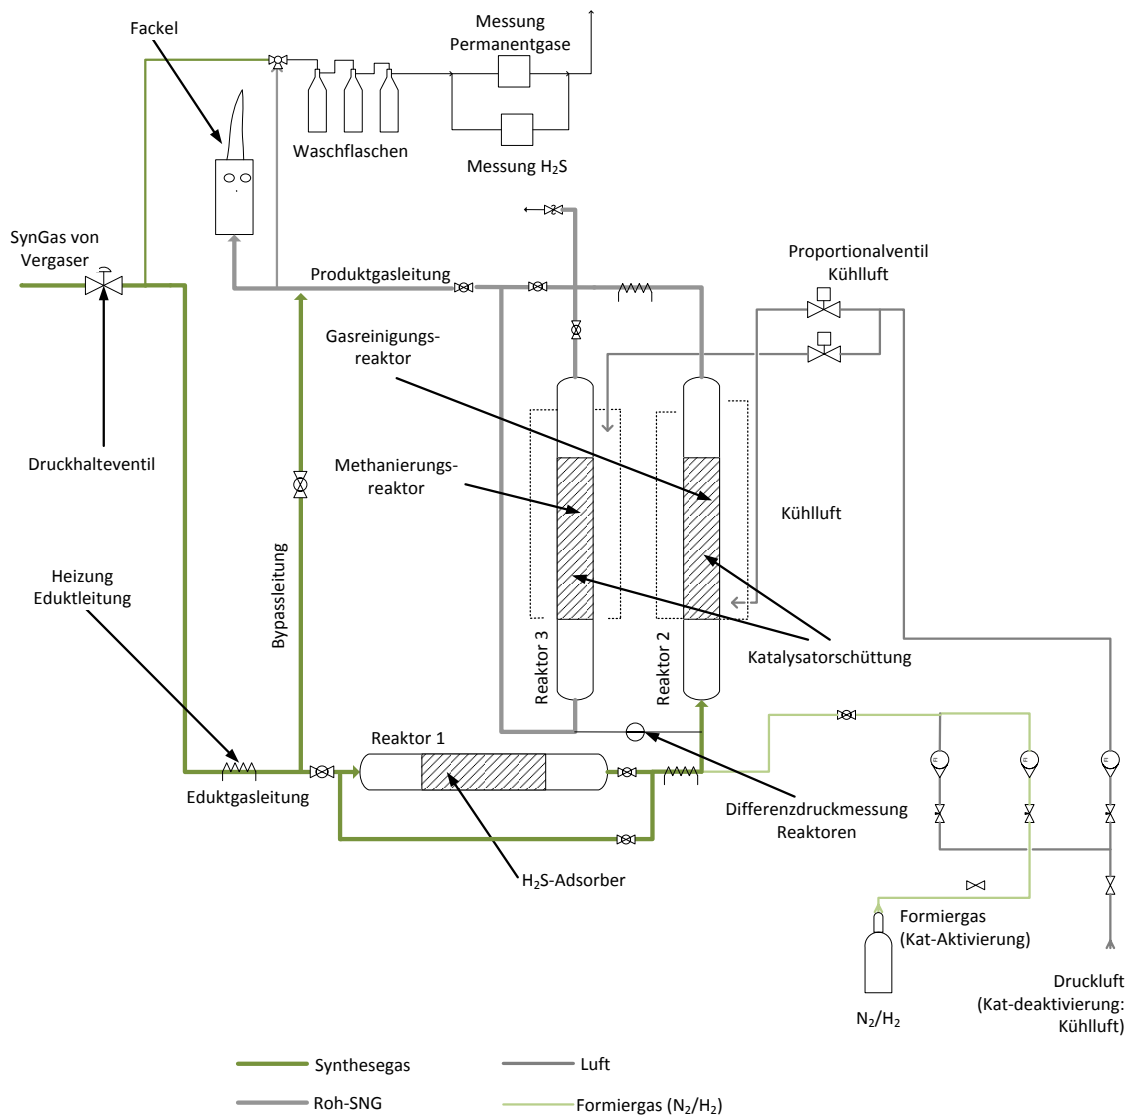 Fackel
Messung
Permanentgase
Waschflaschen
Messung H₂S
SynGas von
Vergaser
Produktgasleitung
Proportionalventil
Kühlluft
Gasreinigungs-
reaktor
Druckhalteventil
Methanierungs-
reaktor
Kühlluft
Heizung
Eduktleitung
Bypassleitung
Reaktor 3
Reaktor 2
Katalysatorschüttung
Reaktor 1
Eduktgasleitung
Differenzdruckmessung
Reaktoren
H₂S-Adsorber
Formiergas
(Kat-Aktivierung)
N₂/H₂
Druckluft
(Kat-deaktivierung:
Kühlluft)
Synthesegas
Luft
Roh-SNG
Formiergas (N₂/H₂)